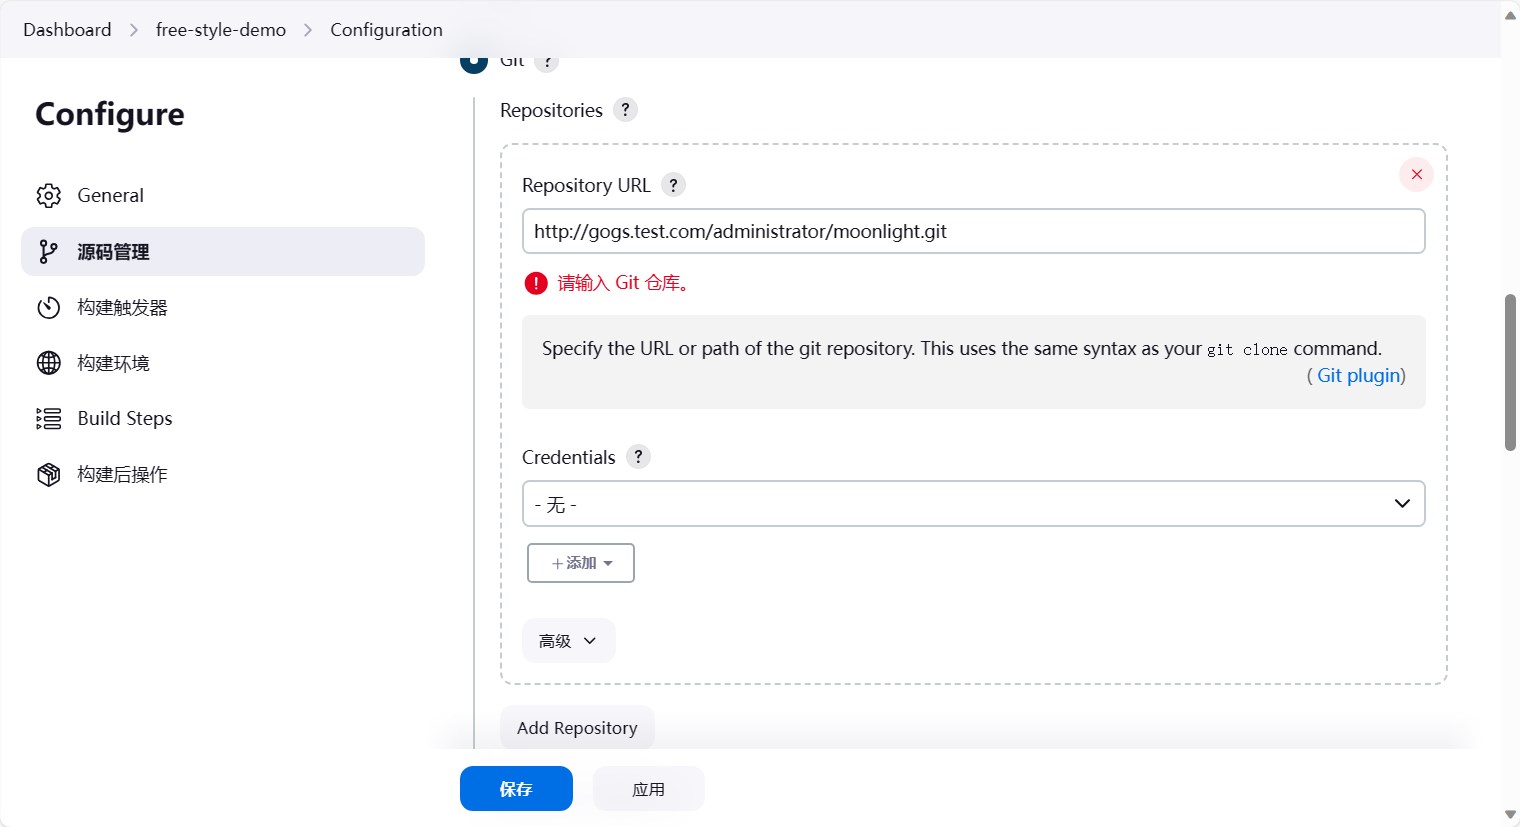 Dashboard > free-style-demo > Configuration
Git ?
Configure
General
源码管理
构建触发器
构建环境
Build Steps
构建后操作
Repositories ?
Repository URL ?
http://gogs.test.com/administrator/moonlight.git
请输入 Git 仓库。
Specify the URL or path of the git repository. This uses the same syntax as your git clone command.
( Git plugin)
Credentials ?
- 无 -
+添加
高级
Add Repository
保存
应用